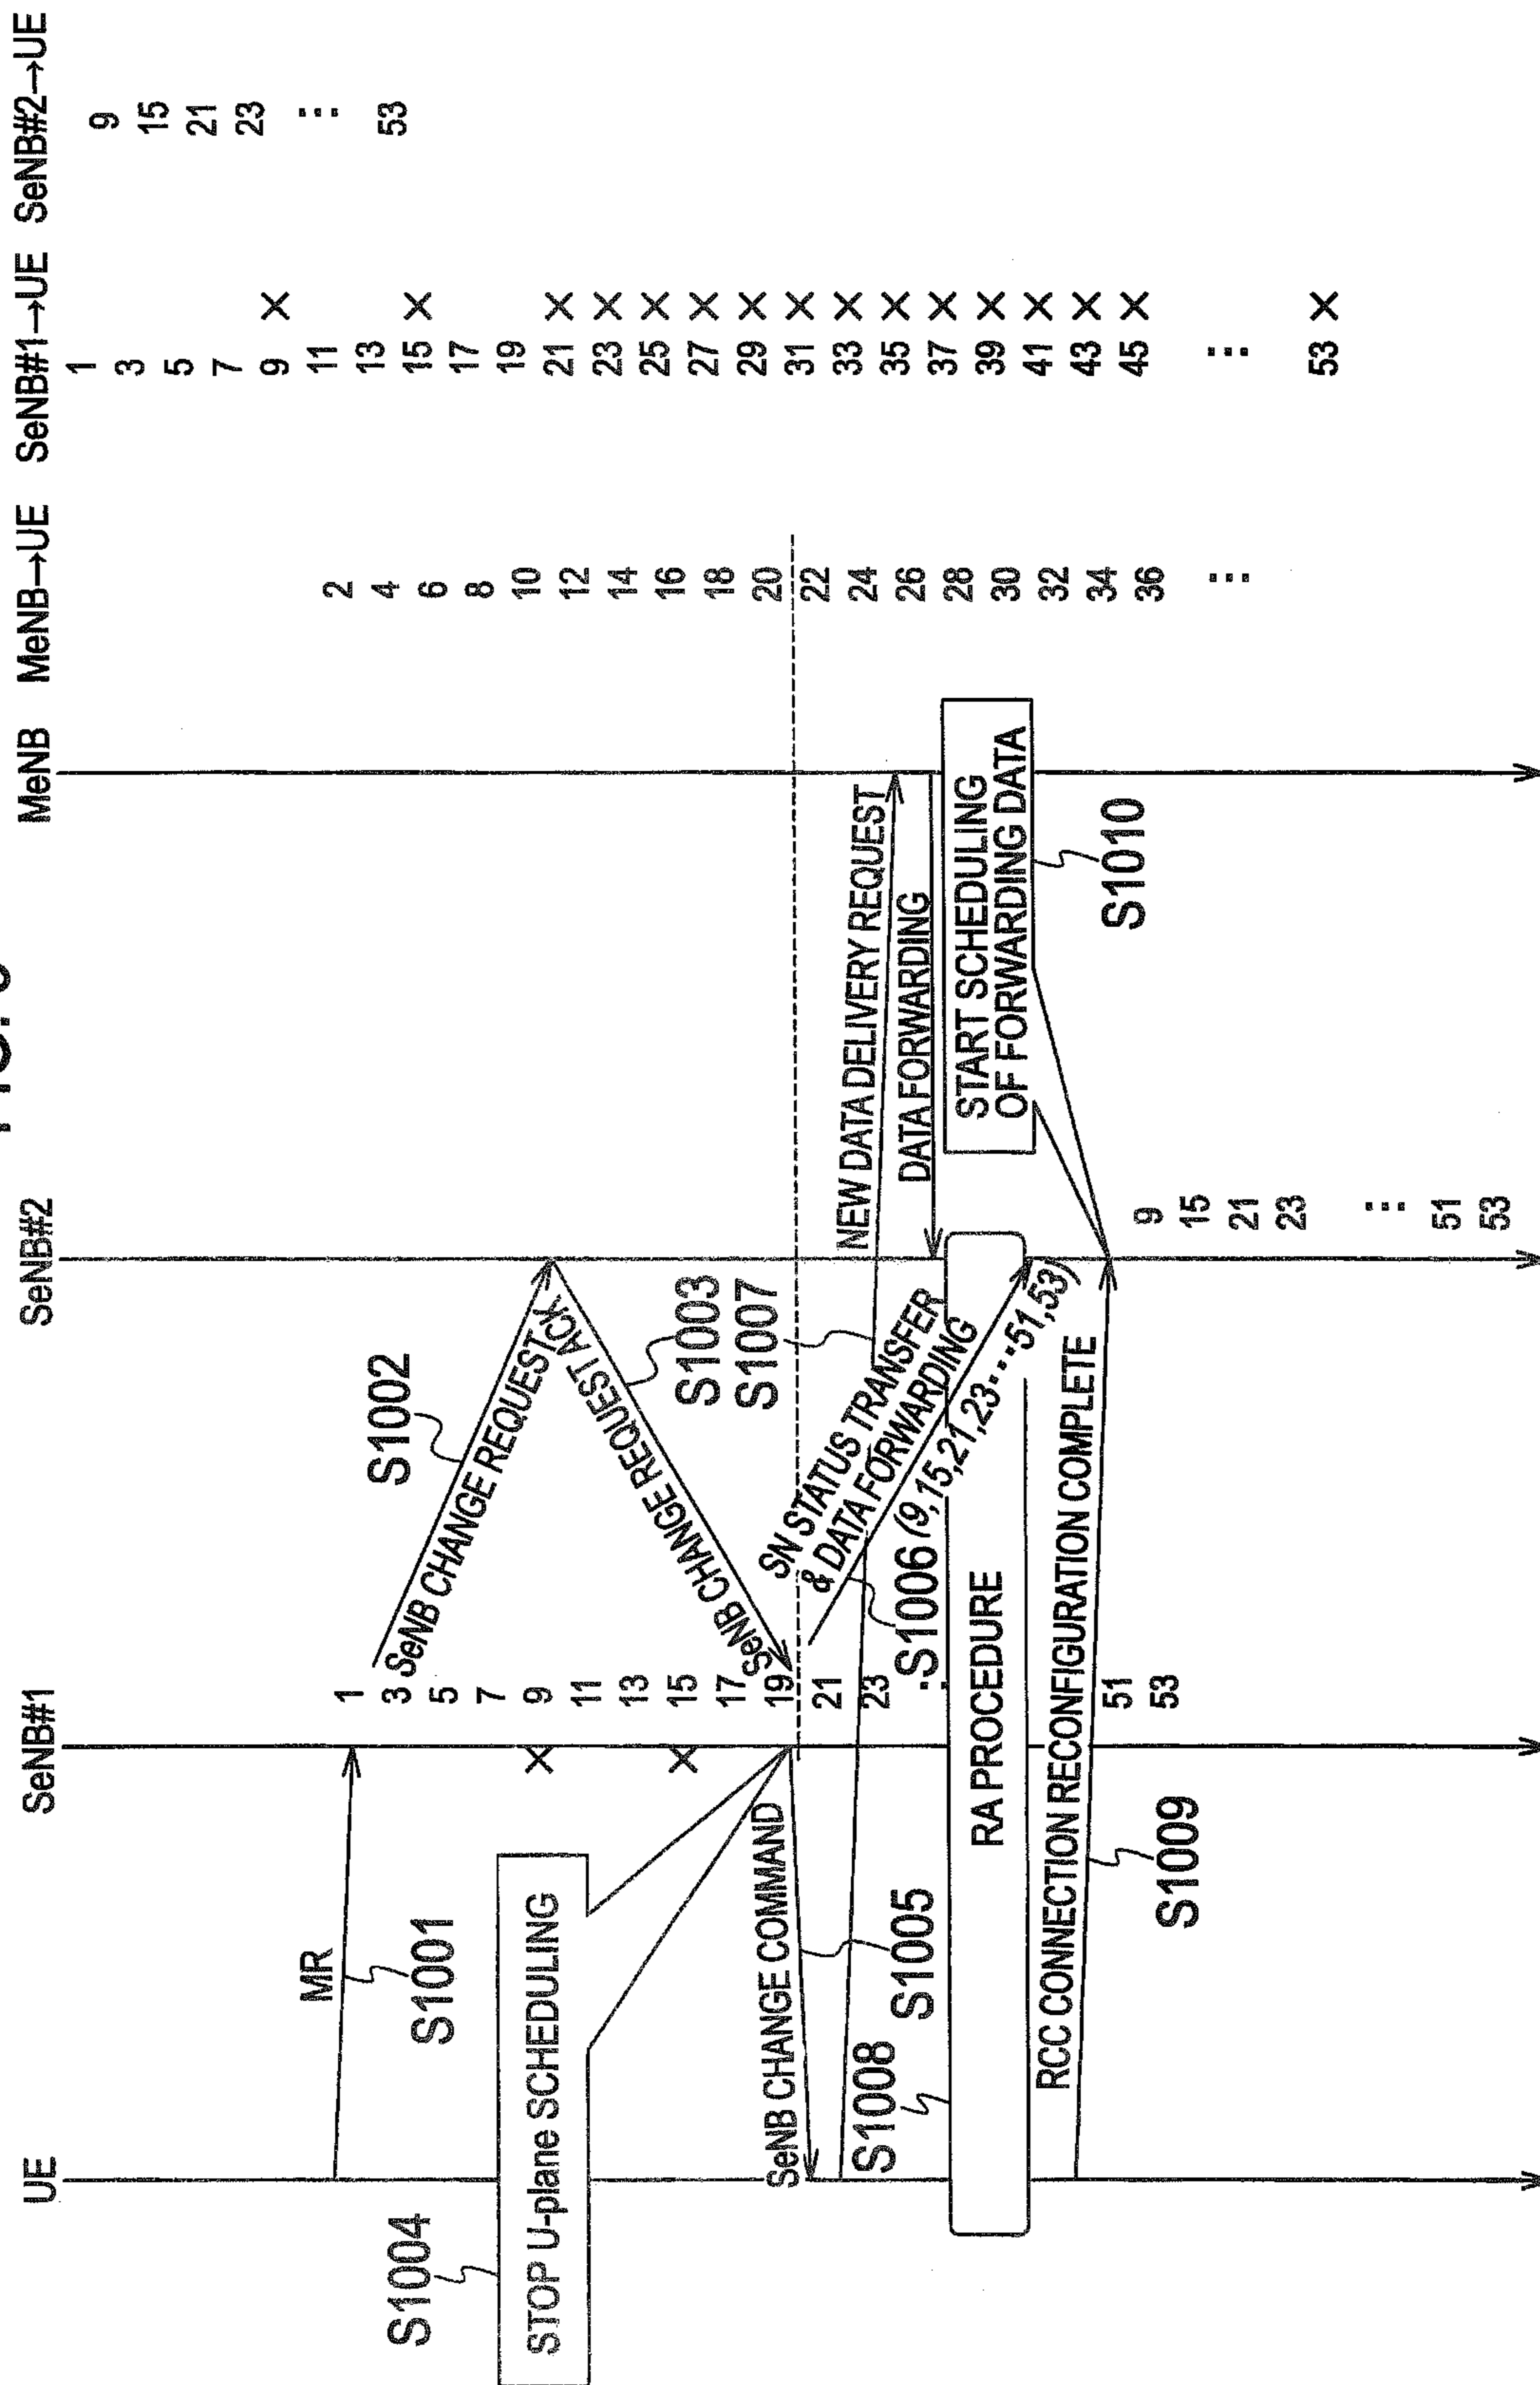 UE
SeNB#1
SeNB#2
MeNB
MeNB→UE
SeNB#1→UE
SeNB#2→UE
MR
S1001
SeNB CHANGE REQUEST
S1002
SeNB CHANGE REQUEST ACK
S1003
S1004
STOP U-plane SCHEDULING
SeNB CHANGE COMMAND
S1005
SN STATUS TRANSFER
& DATA FORWARDING
(9,15,21,23····51,53)
S1006
S1007
NEW DATA DELIVERY REQUEST
DATA FORWARDING
S1008
RA PROCEDURE
RCC CONNECTION RECONFIGURATION COMPLETE
S1009
START SCHEDULING
OF FORWARDING DATA
S1010
1
3
5
7
9 ×
11
13
15 ×
17
19
21
23
⋮
51
53
9
15
21
23
⋮
51
53
2
4
6
8
10
12
14
16
18
20
22
24
26
28
30
32
34
36
⋮
1
3
5
7
9 ×
11
13
15 ×
17
19
21 ×
23 ×
25 ×
27 ×
29 ×
31 ×
33 ×
35 ×
37 ×
39 ×
41 ×
43 ×
45 ×
⋮
53 ×
9
15
21
23
⋮
53